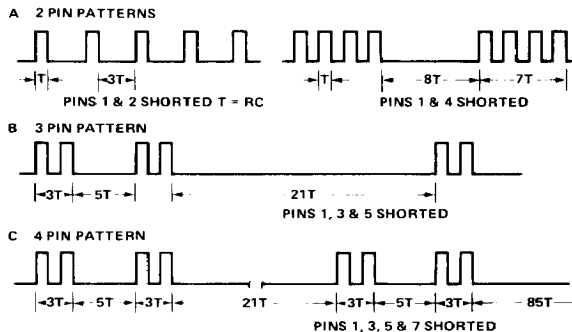 A 2 PIN PATTERNS
T 3T T 8T 7T
PINS 1 & 2 SHORTED T = RC PINS 1 & 4 SHORTED
B 3 PIN PATTERN
3T 5T 21T
PINS 1, 3 & 5 SHORTED
C 4 PIN PATTERN
3T 5T 3T 21T 3T 5T 3T 85T
PINS 1, 3, 5 & 7 SHORTED